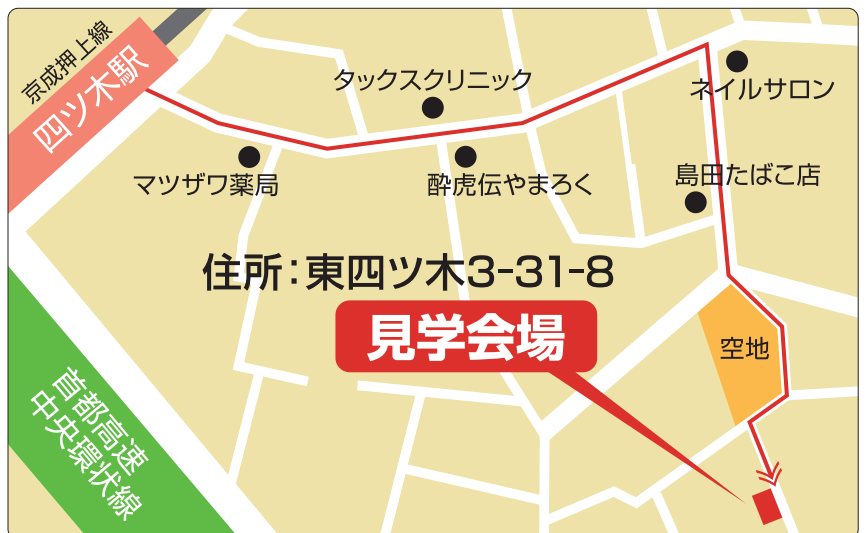 京成押上線
四ツ木駅
タックスクリニック
ネイルサロン
マツザワ薬局
酔虎伝やまろく
島田たばこ店
住所：東四ツ木3-31-8
見学会場
空地
首都高速
中央環状線